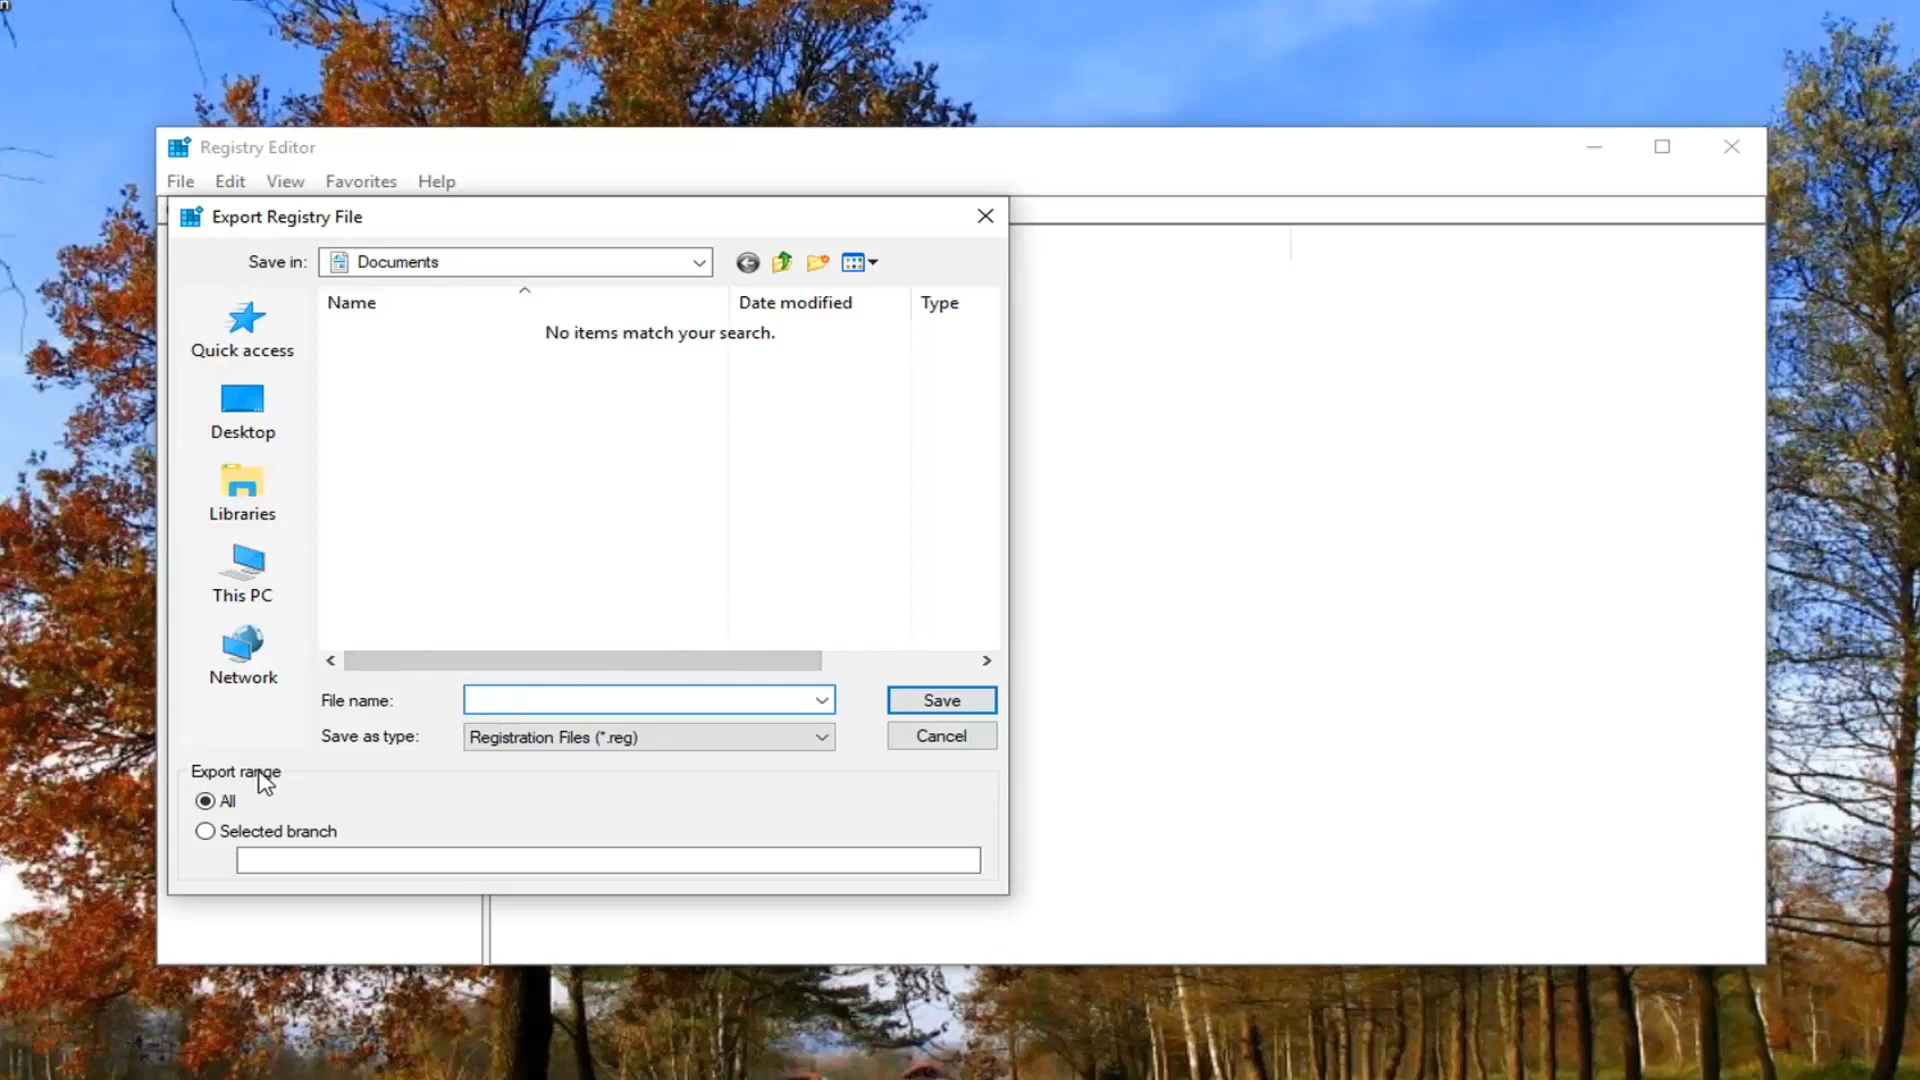 n
Registry Editor
File Edit View Favorites Help
Export Registry File
Save in: Documents
Name Date modified Type
No items match your search.
Quick access
Desktop
Libraries
This PC
Network
File name: Save
Save as type: Registration Files (*.reg) Cancel
Export range
All
Selected branch